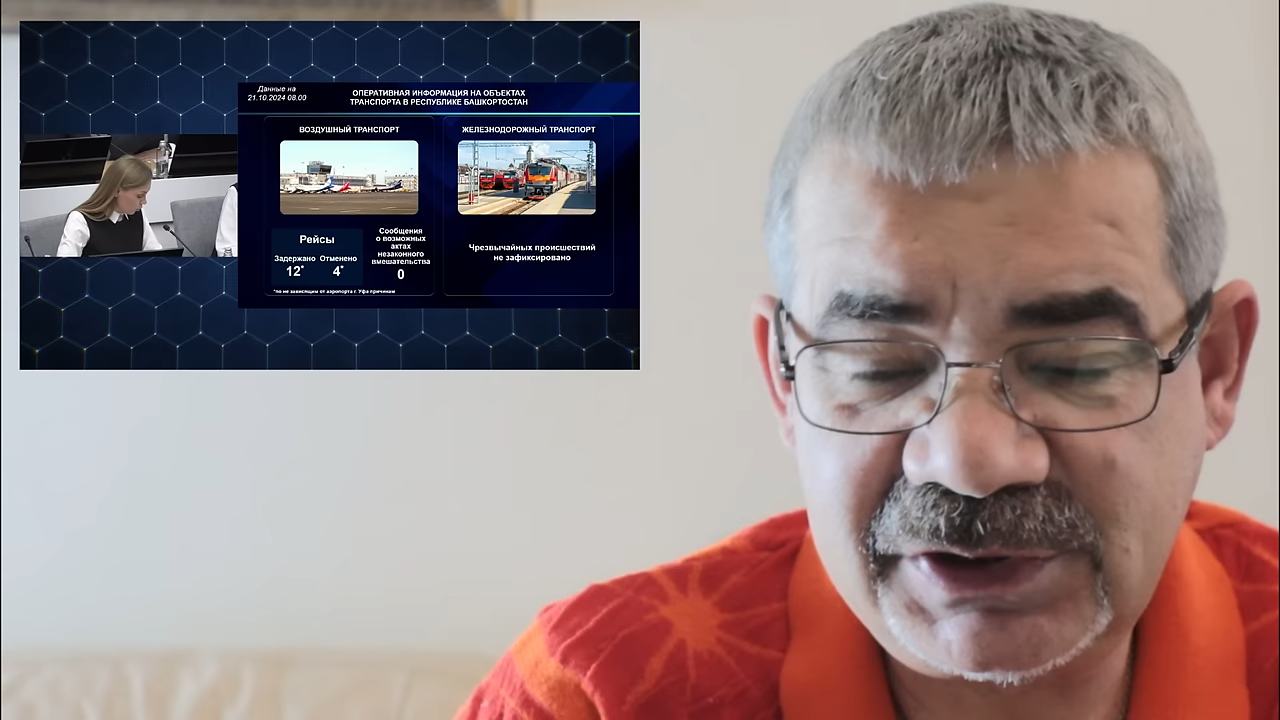 Данные на
21.10.2024 08.00
ОПЕРАТИВНАЯ ИНФОРМАЦИЯ НА ОБЪЕКТАХ
ТРАНСПОРТА В РЕСПУБЛИКЕ БАШКОРТОСТАН
ВОЗДУШНЫЙ ТРАНСПОРТ
Рейсы
Задержано Отменено
12* 4*
Сообщения
о возможных
актах
незаконного
вмешательства
0
*по не зависящим от аэропорта г. Уфа причинам
ЖЕЛЕЗНОДОРОЖНЫЙ ТРАНСПОРТ
Чрезвычайных происшествий
не зафиксировано